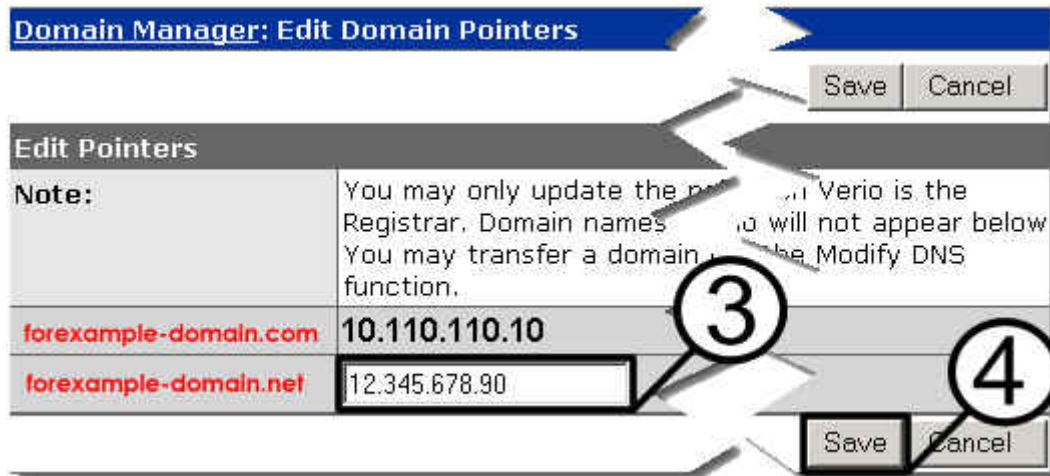 Domain Manager: Edit Domain Pointers
Save Cancel
Edit Pointers
Note:
You may only update the Verio is the
Registrar. Domain names will not appear below
You may transfer a domain the Modify DNS
function.
forexample-domain.com 10.110.110.10
forexample-domain.net 12.345.678.90
3
4
Save Cancel